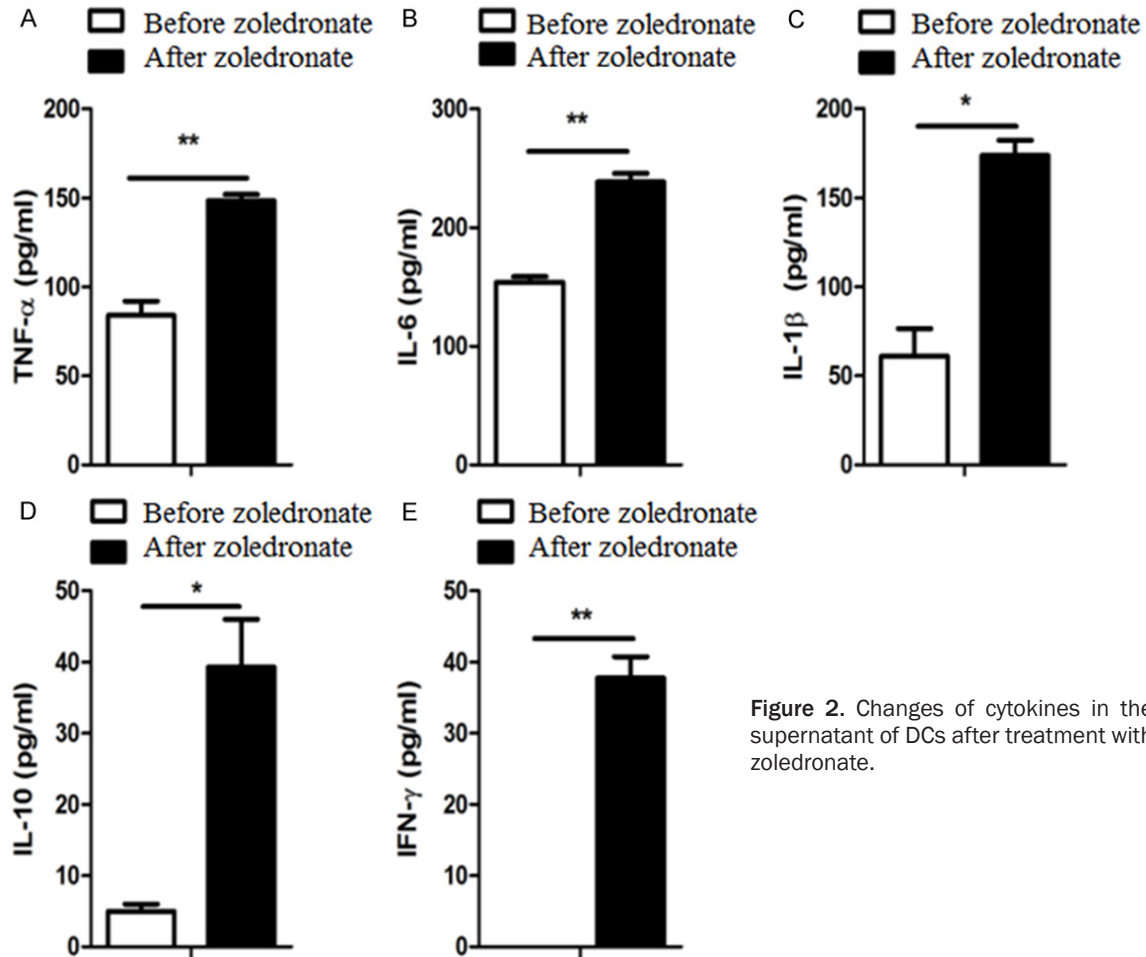 A
Before zoledronate
After zoledronate
200
150
100
50
0
TNF-α (pg/ml)
**
B
Before zoledronate
After zoledronate
300
200
100
0
IL-6 (pg/ml)
**
C
Before zoledronate
After zoledronate
200
150
100
50
0
IL-1β (pg/ml)
*
D
Before zoledronate
After zoledronate
50
40
30
20
10
0
IL-10 (pg/ml)
*
E
Before zoledronate
After zoledronate
50
40
30
20
10
0
IFN-γ (pg/ml)
**
Figure 2. Changes of cytokines in the
supernatant of DCs after treatment with
zoledronate.